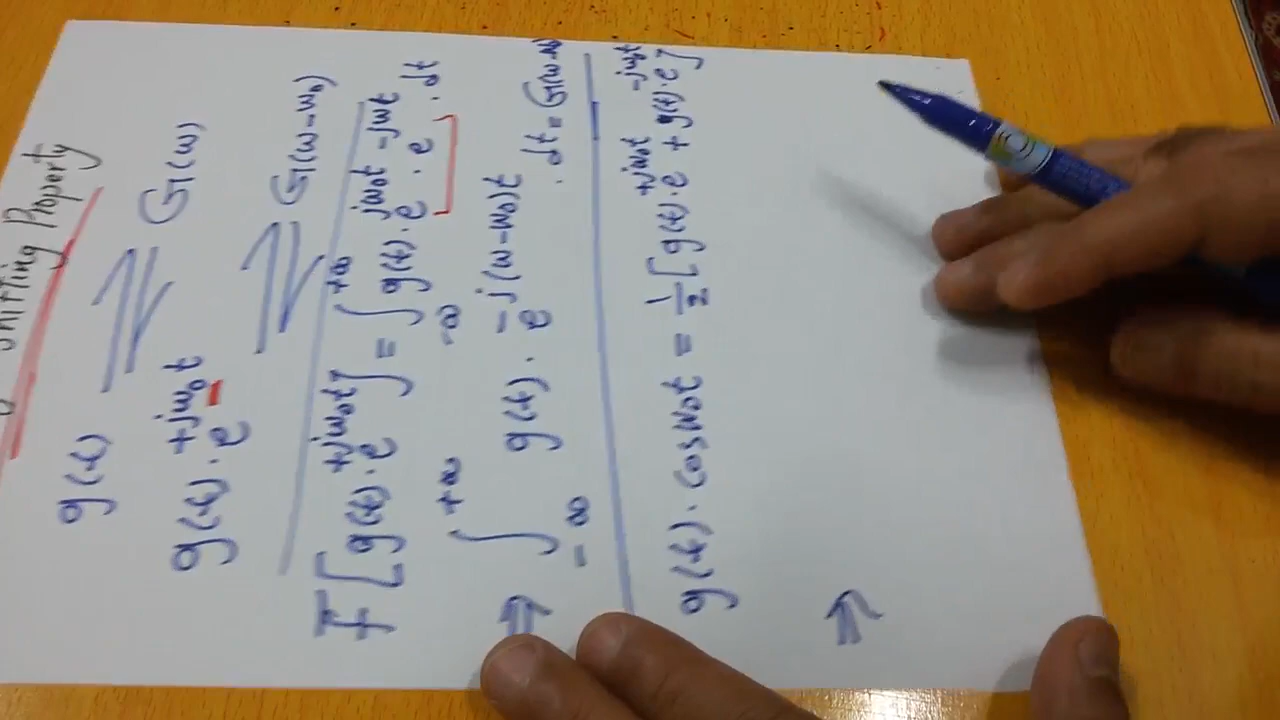 Shifting Property
g(t) ⇌ G(ω)
g(t) · e^{+jω₀t} ⇌ G(ω-ω₀)
F[g(t)·e^{+jω₀t}] = ∫_{-∞}^{+∞} g(t) · e^{jω₀t} · e^{-jωt} · dt
⇒ ∫_{-∞}^{+∞} g(t) · e^{-j(ω-ω₀)t} · dt = G(ω-ω₀)
g(t) · cosω₀t = 1/2 [g(t)·e^{+jω₀t} + g(t)·e^{-jω₀t}]
⇒